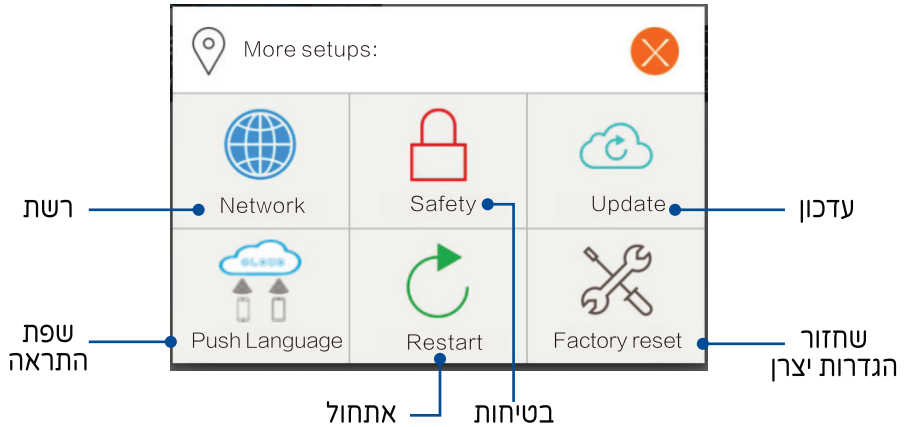 More setups:
Network
Safety
Update
רשת
עדכון
CLOUD
Push Language
Restart
Factory reset
שפת
התראה
שחזור
הגדרות יצרן
אתחול
בטיחות